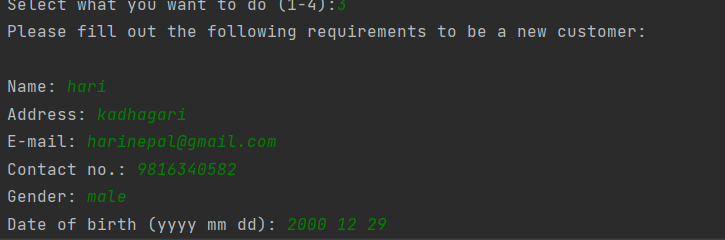 Select what you want to do (1-4):3
Please fill out the following requirements to be a new customer:
Name: hari
Address: kadhagari
E-mail: harinepal@gmail.com
Contact no.: 9816340582
Gender: male
Date of birth (yyyy mm dd): 2000 12 29